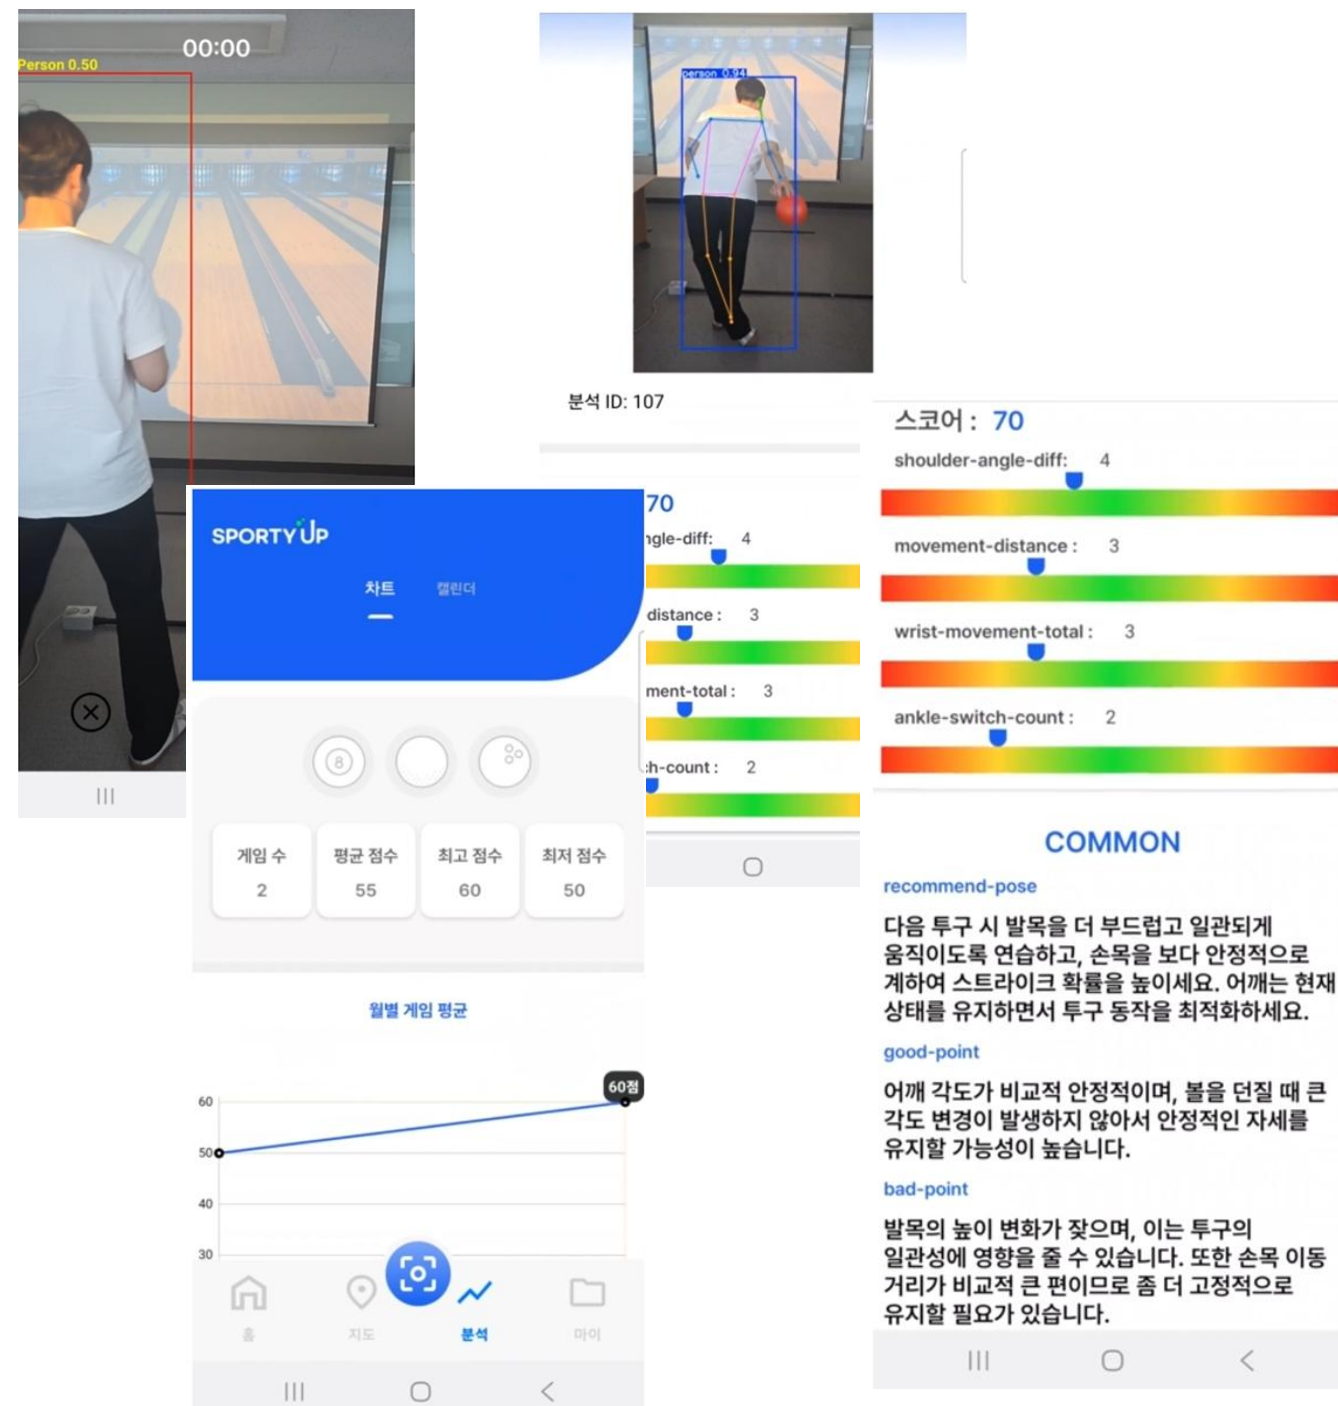 00:00
Person 0.50
person 0.94
분석 ID: 107
70
ngle-diff: 4
distance : 3
ment-total : 3
ch-count : 2
SPORTYUP
차트 캘린더
8
게임 수 평균 점수 최고 점수 최저 점수
2 55 60 50
월별 게임 평균
60점
60
50
40
30
홈 지도 분석 마이
스코어 : 70
shoulder-angle-diff: 4
movement-distance : 3
wrist-movement-total : 3
ankle-switch-count : 2
COMMON
recommend-pose
다음 투구 시 발목을 더 부드럽고 일관되게
움직이도록 연습하고, 손목을 보다 안정적으로
계하여 스트라이크 확률을 높이세요. 어깨는 현재
상태를 유지하면서 투구 동작을 최적화하세요.
good-point
어깨 각도가 비교적 안정적이며, 볼을 던질 때 큰
각도 변경이 발생하지 않아서 안정적인 자세를
유지할 가능성이 높습니다.
bad-point
발목의 높이 변화가 잦으며, 이는 투구의
일관성에 영향을 줄 수 있습니다. 또한 손목 이동
거리가 비교적 큰 편이므로 좀 더 고정적으로
유지할 필요가 있습니다.